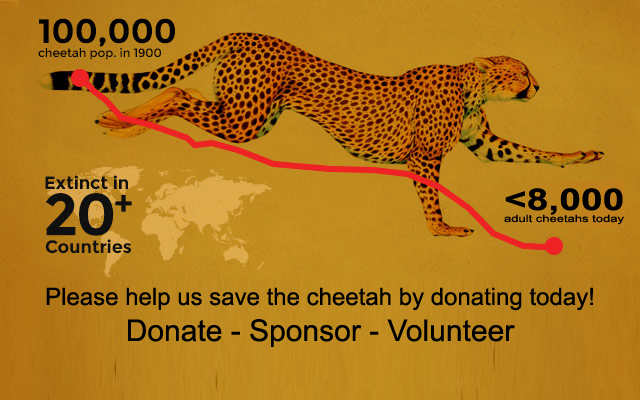 100,000
cheetah pop. in 1900
Extinct in
20+
Countries
<8,000
adult cheetahs today
Please help us save the cheetah by donating today!
Donate - Sponsor - Volunteer